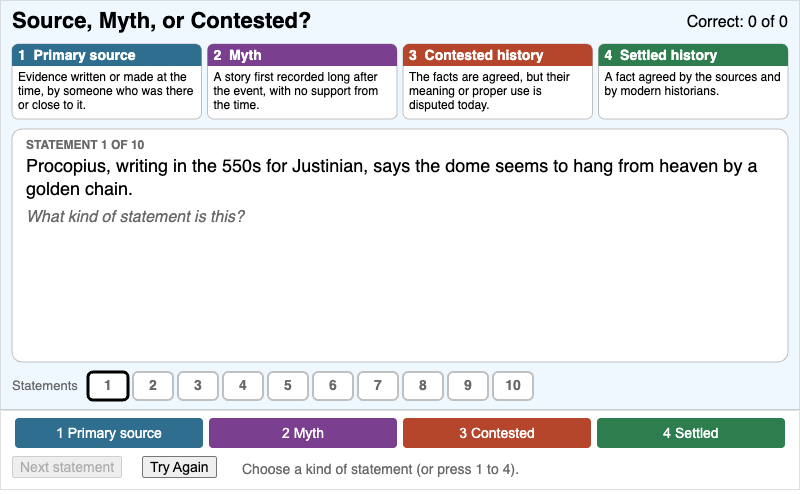 Source, Myth, or Contested?
Correct: 0 of 0
1 Primary source
Evidence written or made at the
time, by someone who was there
or close to it.
2 Myth
A story first recorded long after
the event, with no support from
the time.
3 Contested history
The facts are agreed, but their
meaning or proper use is
disputed today.
4 Settled history
A fact agreed by the sources and
by modern historians.
STATEMENT 1 OF 10
Procopius, writing in the 550s for Justinian, says the dome seems to hang from heaven by a
golden chain.
What kind of statement is this?
Statements 1 2 3 4 5 6 7 8 9 10
1 Primary source 2 Myth 3 Contested 4 Settled
Next statement Try Again Choose a kind of statement (or press 1 to 4).